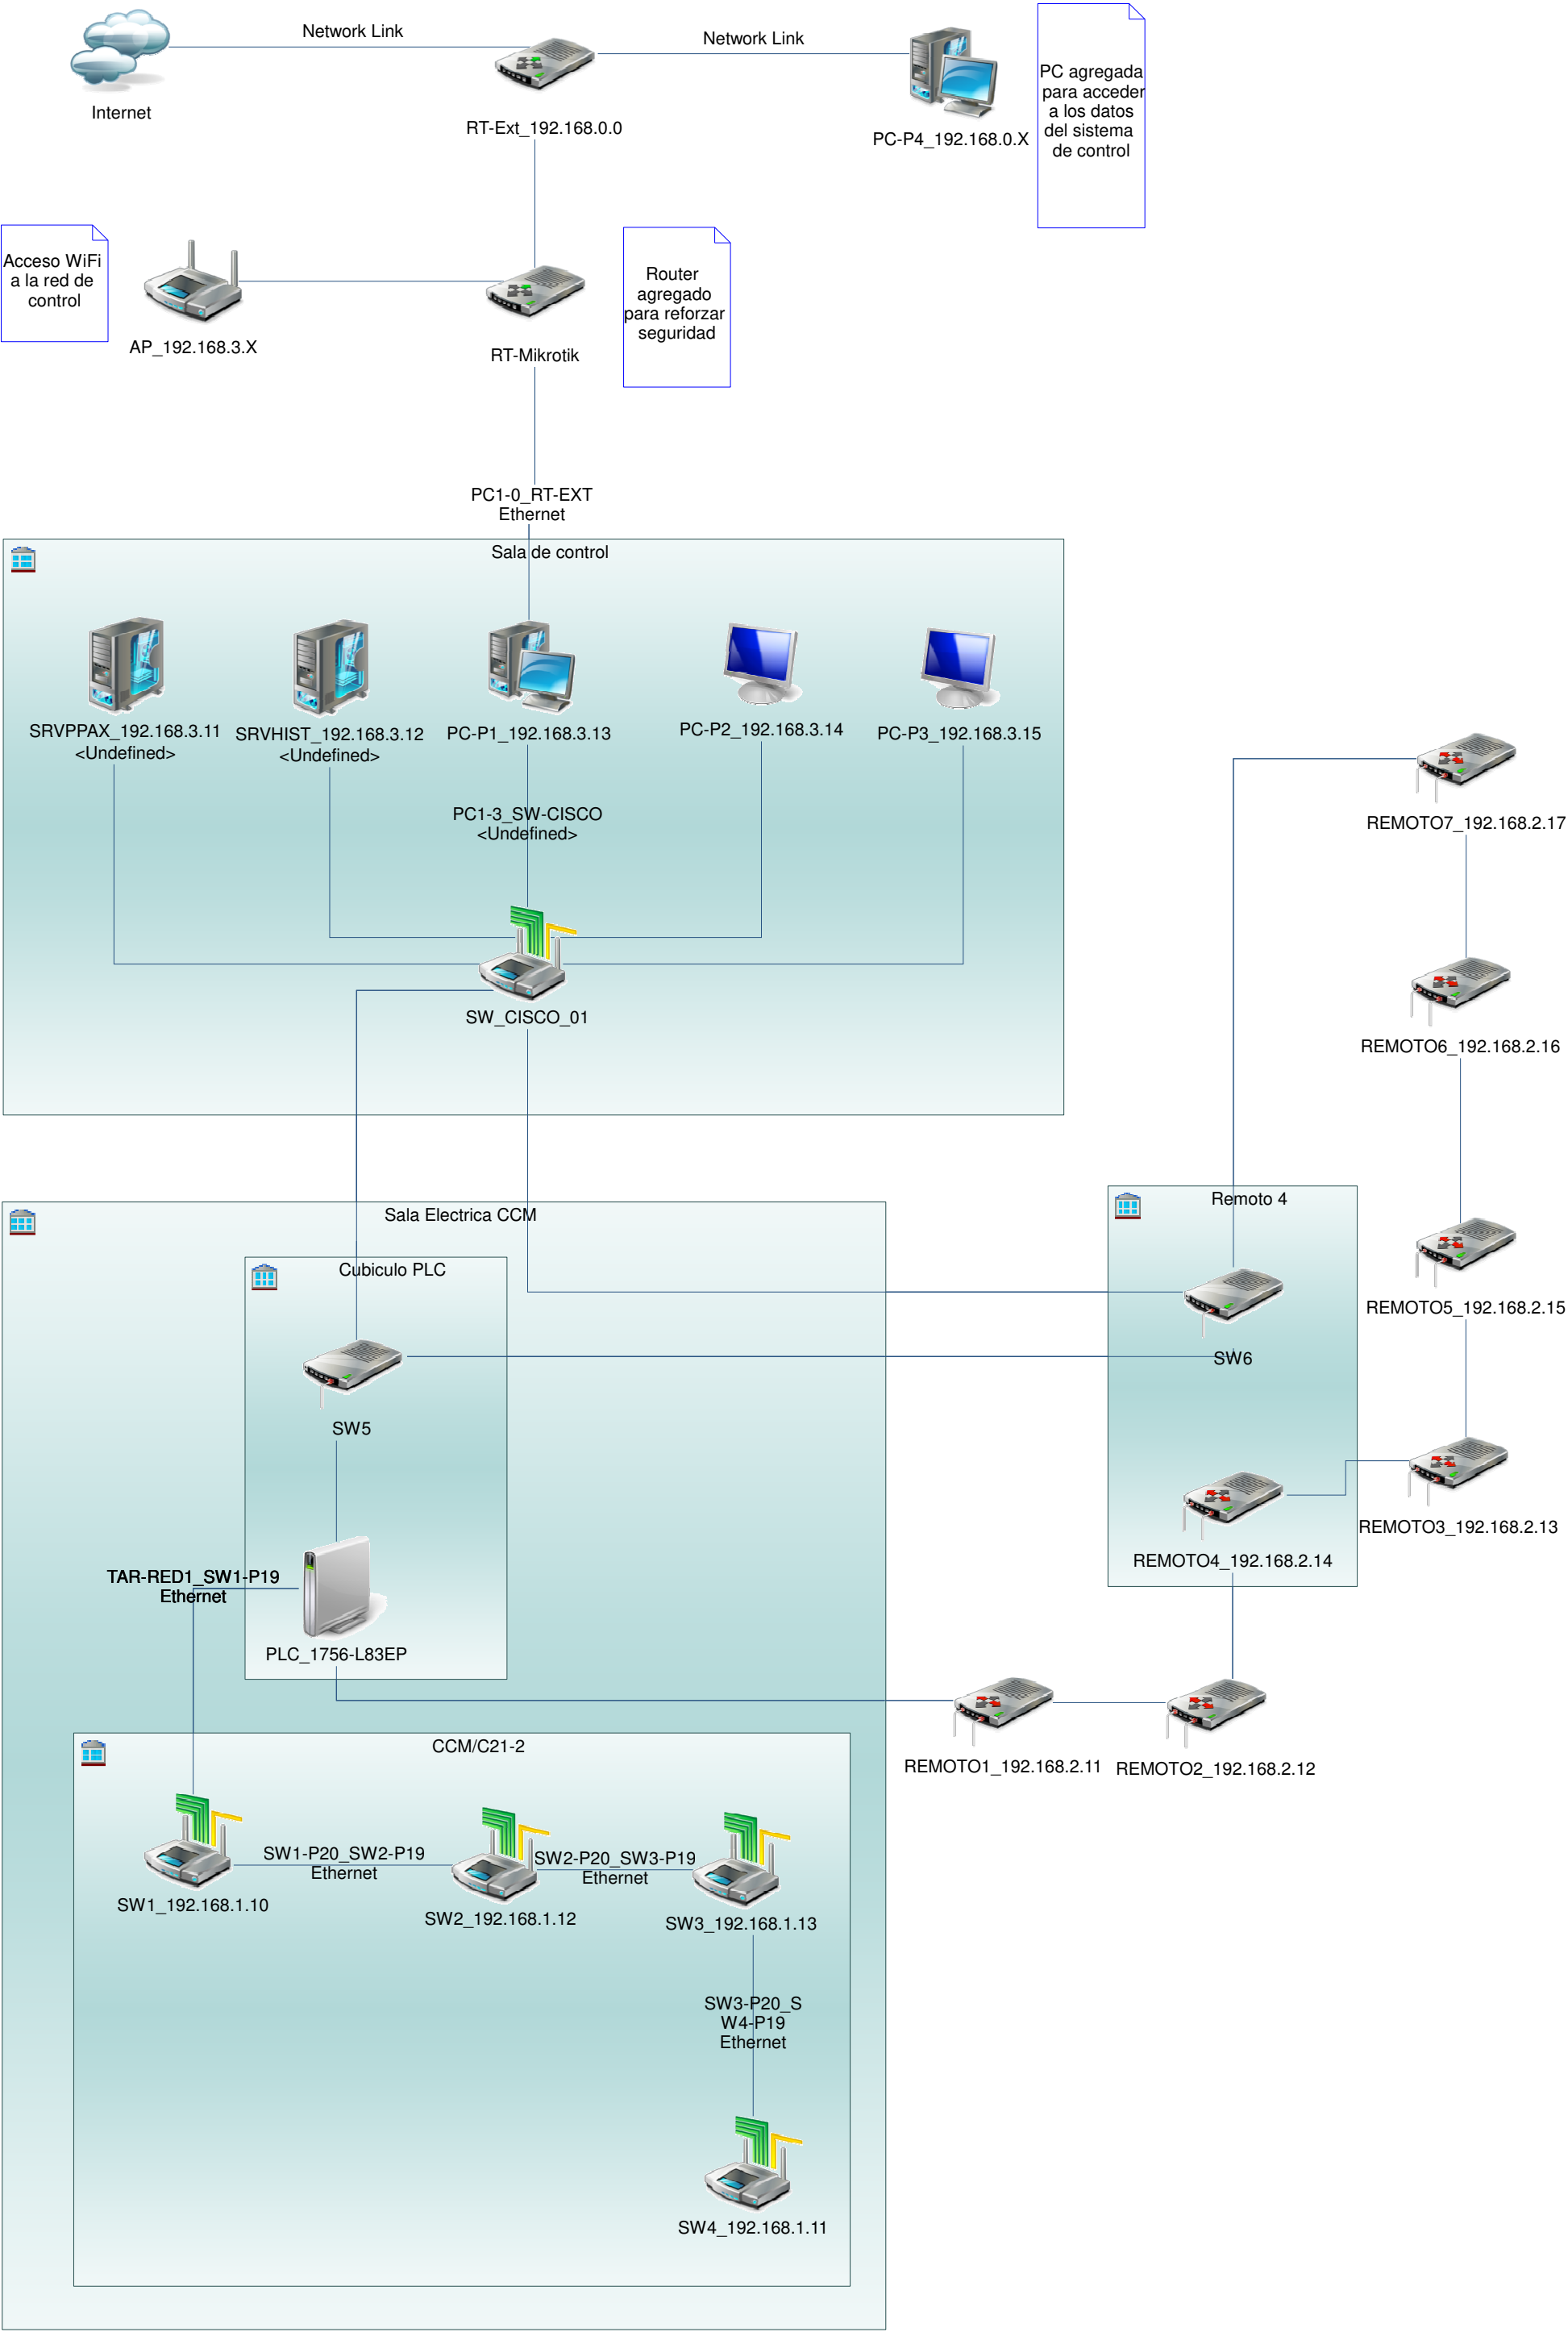 Network Link
Network Link
Internet
RT-Ext_192.168.0.0
PC-P4_192.168.0.X
PC agregada
para acceder
a los datos
del sistema
de control
Acceso WiFi
a la red de
control
AP_192.168.3.X
RT-Mikrotik
Router
agregado
para reforzar
seguridad
PC1-0_RT-EXT
Ethernet
Sala de control
SRVPPAX_192.168.3.11
<Undefined>
SRVHIST_192.168.3.12
<Undefined>
PC-P1_192.168.3.13
PC-P2_192.168.3.14
PC-P3_192.168.3.15
PC1-3_SW-CISCO
<Undefined>
SW_CISCO_01
REMOTO7_192.168.2.17
REMOTO6_192.168.2.16
REMOTO5_192.168.2.15
REMOTO3_192.168.2.13
Remoto 4
SW6
REMOTO4_192.168.2.14
Sala Electrica CCM
Cubiculo PLC
SW5
TAR-RED1_SW1-P19
Ethernet
PLC_1756-L83EP
REMOTO1_192.168.2.11
REMOTO2_192.168.2.12
CCM/C21-2
SW1-P20_SW2-P19
Ethernet
SW2-P20_SW3-P19
Ethernet
SW1_192.168.1.10
SW2_192.168.1.12
SW3_192.168.1.13
SW3-P20_S
W4-P19
Ethernet
SW4_192.168.1.11